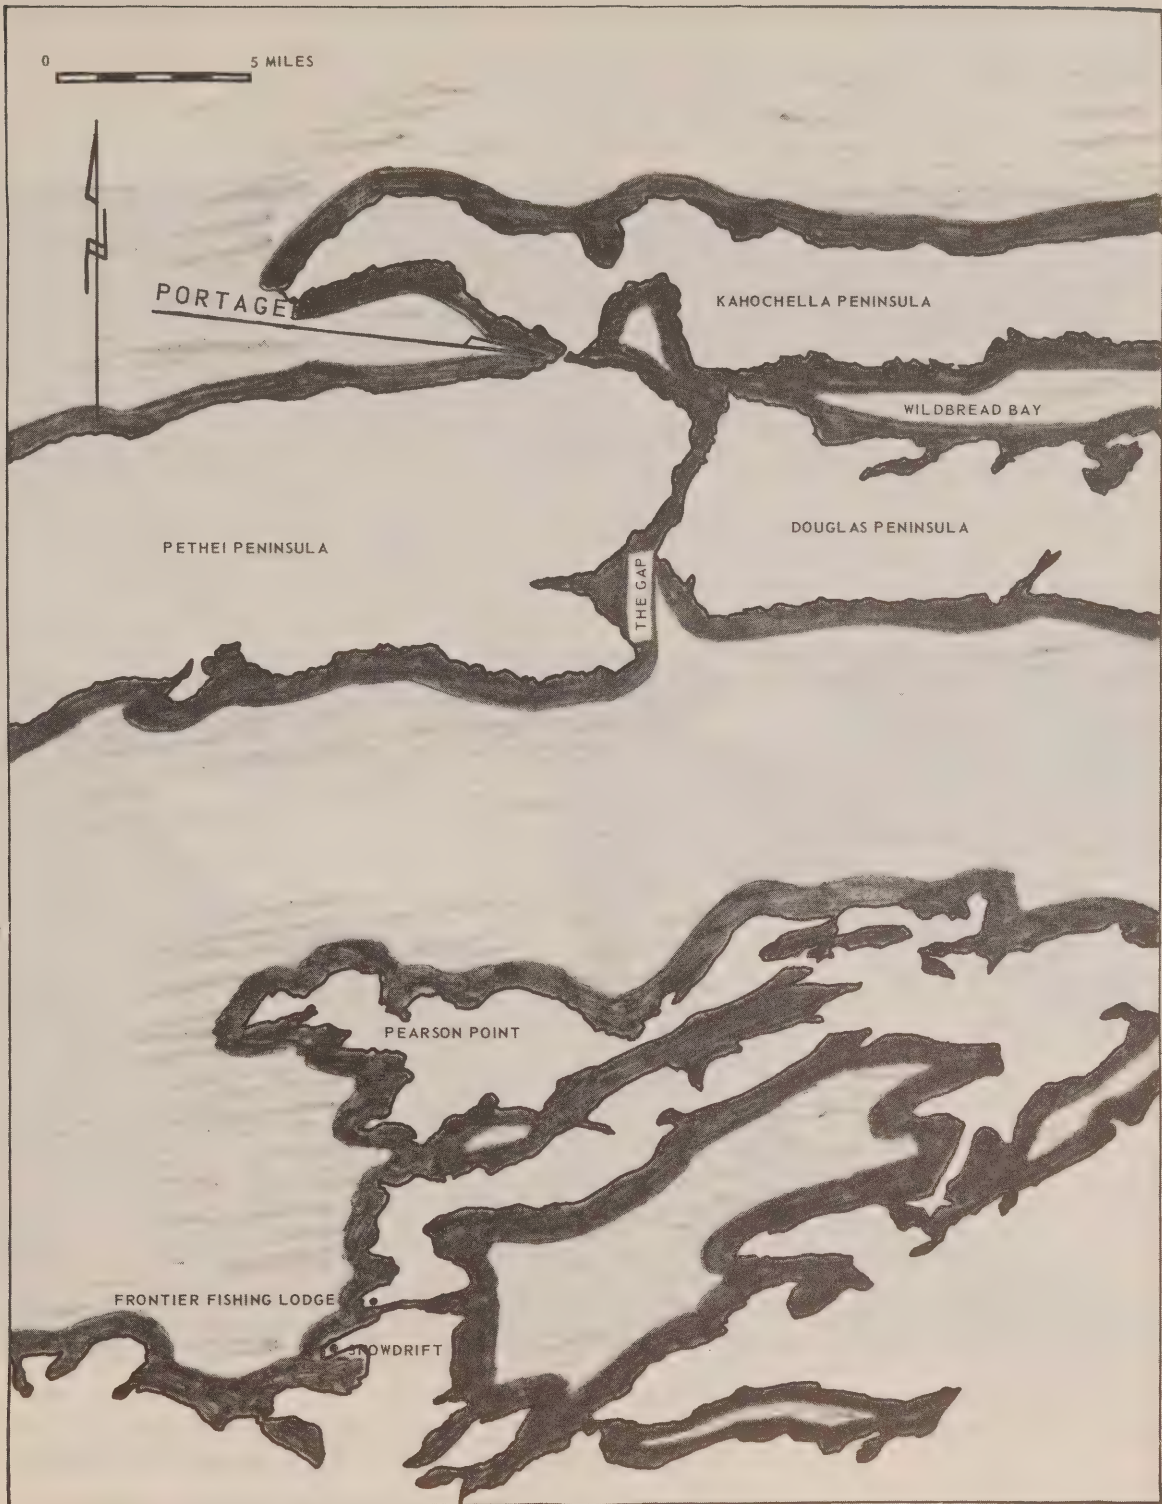 0 5 MILES
PORTAGE
KAHOCHELLA PENINSULA
WILDBREAD BAY
DOUGLAS PENINSULA
PETHEI PENINSULA
THE GAP
PEARSON POINT
FRONTIER FISHING LODGE
SNOWDRIFT